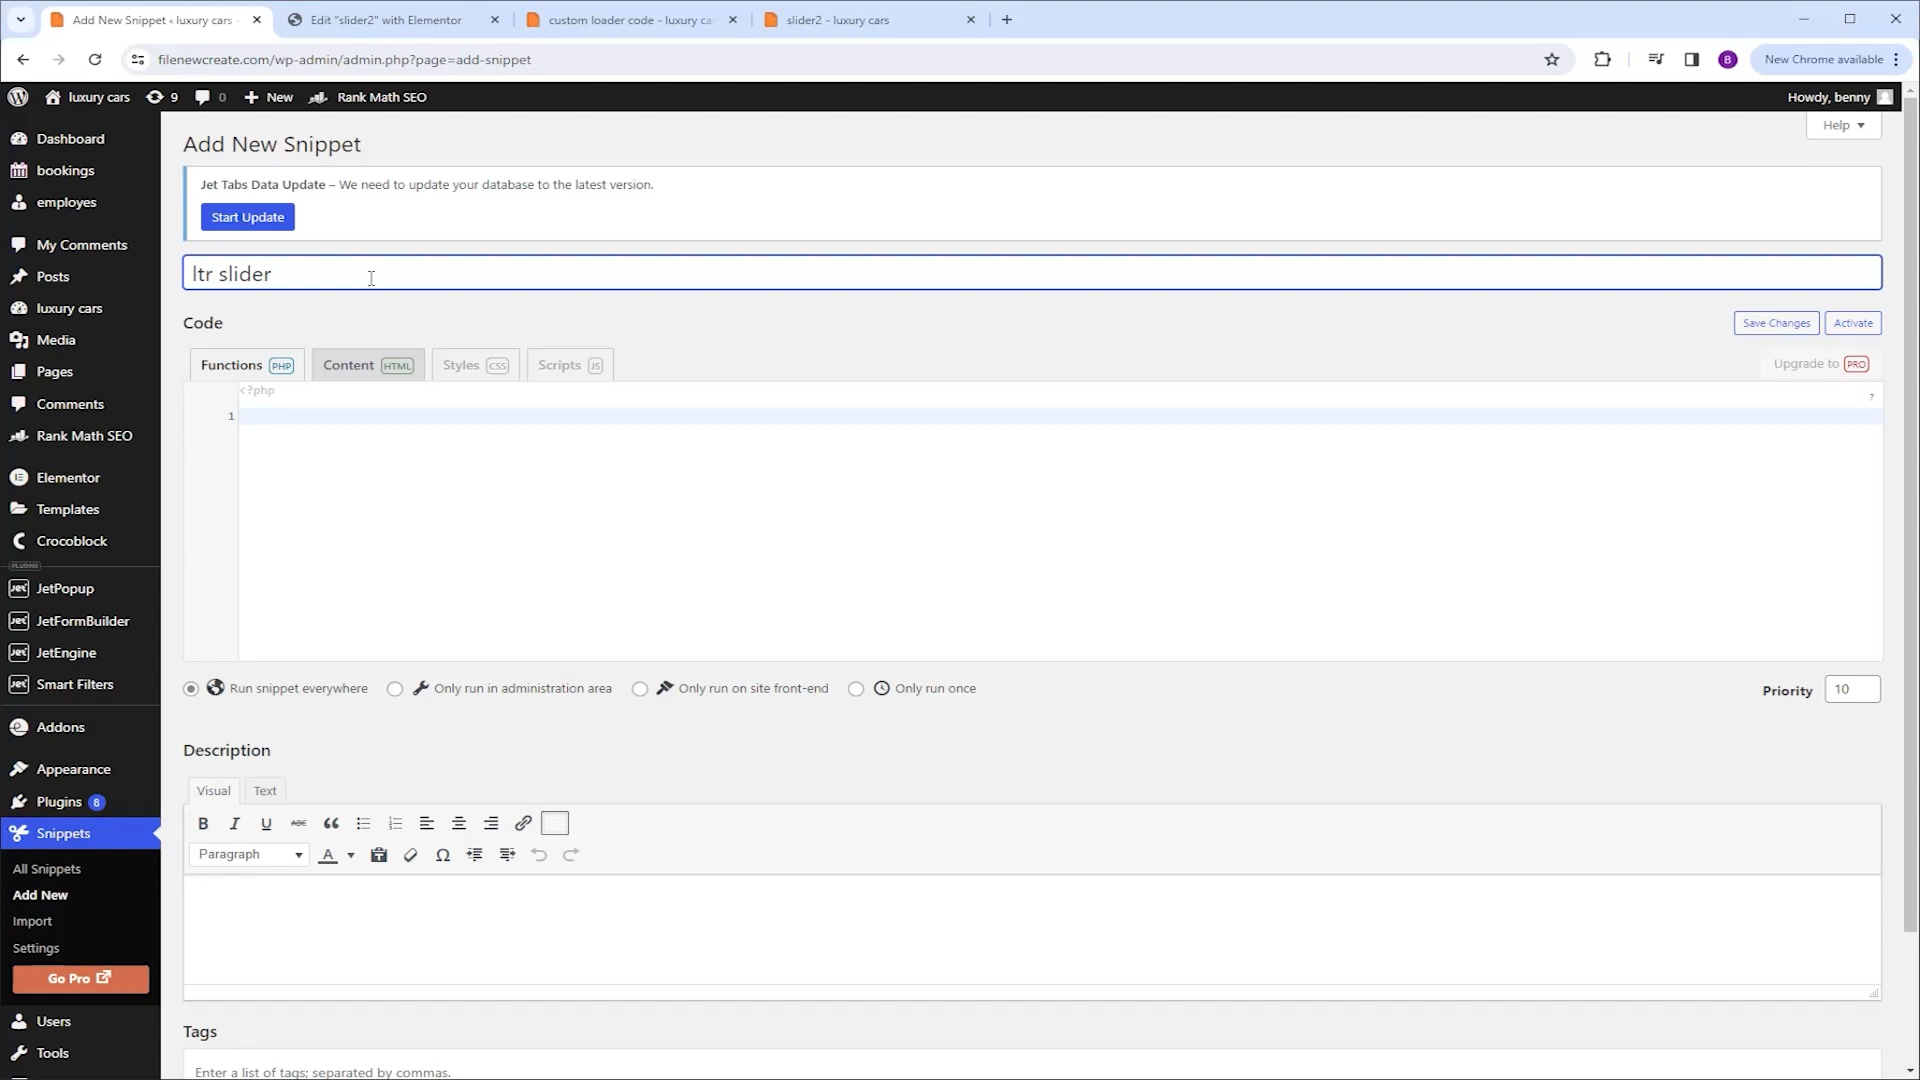 Add New Snippet ‹ luxury cars -
Edit "slider2" with Elementor
custom loader code - luxury ca
slider2 - luxury cars
filenewcreate.com/wp-admin/admin.php?page=add-snippet
B
New Chrome available
luxury cars
9
0
New
Rank Math SEO
Howdy, benny
Help
Dashboard
bookings
employes
My Comments
Posts
luxury cars
Media
Pages
Comments
Rank Math SEO
Elementor
Templates
Crocoblock
PLUGINS
JetPopup
JetFormBuilder
JetEngine
Smart Filters
Addons
Appearance
Plugins 8
Snippets
All Snippets
Add New
Import
Settings
Go Pro
Users
Tools
Add New Snippet
Jet Tabs Data Update – We need to update your database to the latest version.
Start Update
ltr slider
Code
Save Changes
Activate
Functions PHP
Content HTML
Styles CSS
Scripts JS
Upgrade to PRO
<?php
?
1
Run snippet everywhere
Only run in administration area
Only run on site front-end
Only run once
Priority
10
Description
Visual
Text
B
I
U
ABC
Paragraph
A
Ω
Tags
Enter a list of tags; separated by commas.